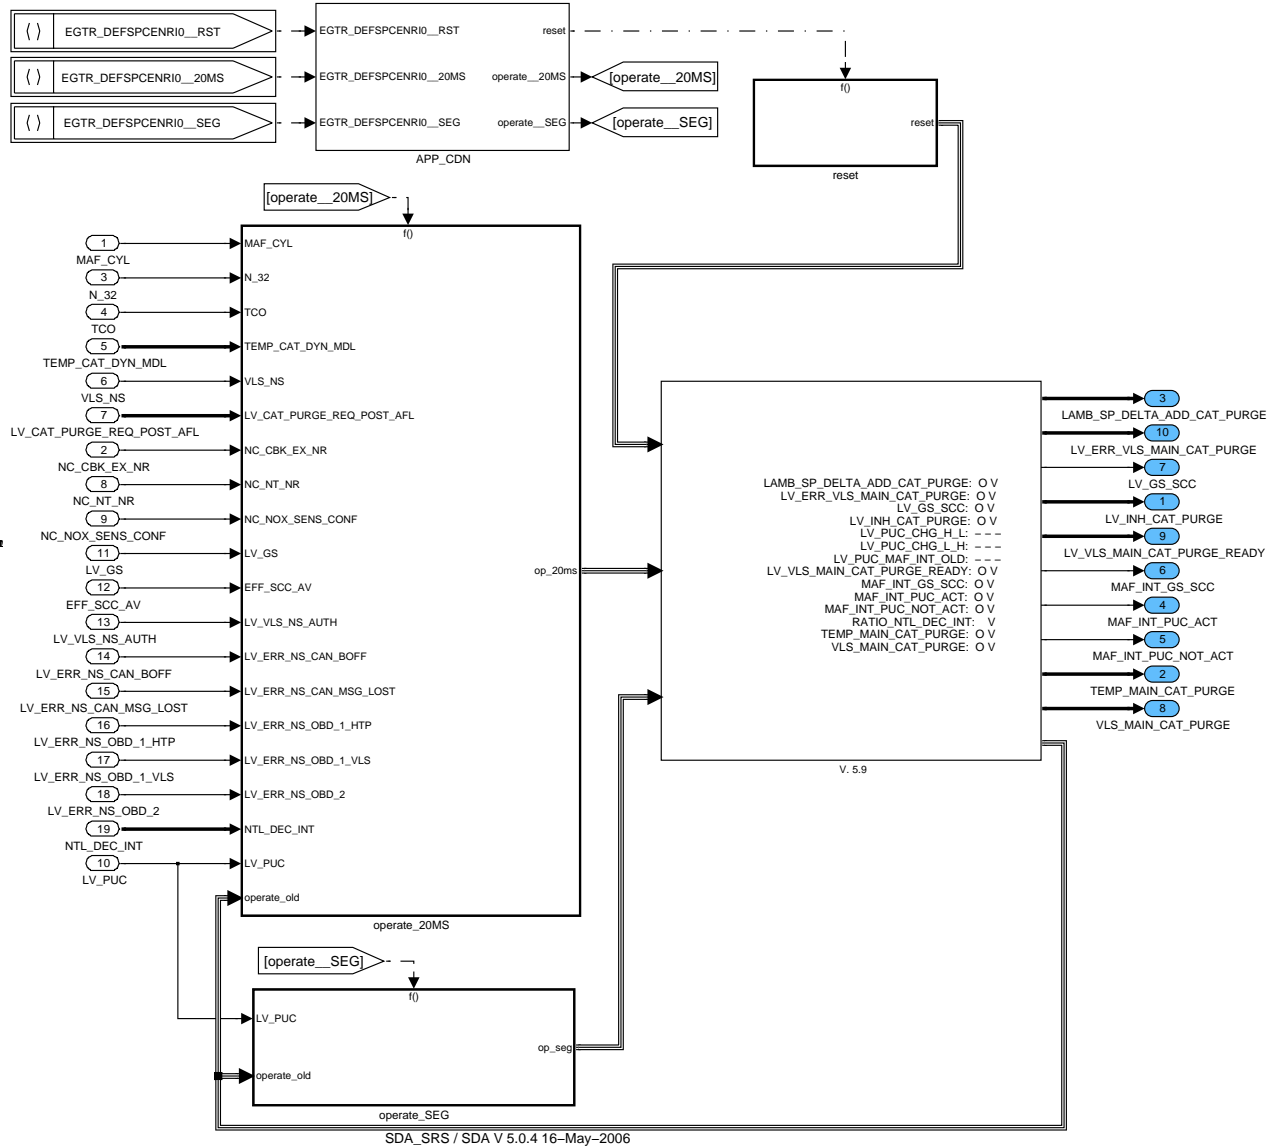 ( ) EGTR_DEFSPCENRI0__RST
( ) EGTR_DEFSPCENRI0__20MS
( ) EGTR_DEFSPCENRI0__SEG
EGTR_DEFSPCENRI0__RST reset
EGTR_DEFSPCENRI0__20MS operate__20MS
EGTR_DEFSPCENRI0__SEG operate__SEG
APP_CDN
[operate__20MS]
[operate__SEG]
f()
reset
reset
[operate__20MS]
f()
1
MAF_CYL
3
N_32
4
TCO
5
TEMP_CAT_DYN_MDL
6
VLS_NS
7
LV_CAT_PURGE_REQ_POST_AFL
2
NC_CBK_EX_NR
8
NC_NT_NR
9
NC_NOX_SENS_CONF
11
LV_GS
12
EFF_SCC_AV
13
LV_VLS_NS_AUTH
14
LV_ERR_NS_CAN_BOFF
15
LV_ERR_NS_CAN_MSG_LOST
16
LV_ERR_NS_OBD_1_HTP
17
LV_ERR_NS_OBD_1_VLS
18
LV_ERR_NS_OBD_2
19
NTL_DEC_INT
10
LV_PUC
MAF_CYL
N_32
TCO
TEMP_CAT_DYN_MDL
VLS_NS
LV_CAT_PURGE_REQ_POST_AFL
NC_CBK_EX_NR
NC_NT_NR
NC_NOX_SENS_CONF
LV_GS
EFF_SCC_AV
LV_VLS_NS_AUTH
LV_ERR_NS_CAN_BOFF
LV_ERR_NS_CAN_MSG_LOST
LV_ERR_NS_OBD_1_HTP
LV_ERR_NS_OBD_1_VLS
LV_ERR_NS_OBD_2
NTL_DEC_INT
LV_PUC
operate_old
op_20ms
operate_20MS
[operate__SEG]
f()
LV_PUC
operate_old
op_seg
operate_SEG
LAMB_SP_DELTA_ADD_CAT_PURGE: O V
LV_ERR_VLS_MAIN_CAT_PURGE: O V
LV_GS_SCC: O V
LV_INH_CAT_PURGE: O V
LV_PUC_CHG_H_L: – – –
LV_PUC_CHG_L_H: – – –
LV_PUC_MAF_INT_OLD: – – –
LV_VLS_MAIN_CAT_PURGE_READY: O V
MAF_INT_GS_SCC: O V
MAF_INT_PUC_ACT: O V
MAF_INT_PUC_NOT_ACT: O V
RATIO_NTL_DEC_INT: V
TEMP_MAIN_CAT_PURGE: O V
VLS_MAIN_CAT_PURGE: O V
V. 5.9
3
LAMB_SP_DELTA_ADD_CAT_PURGE
10
LV_ERR_VLS_MAIN_CAT_PURGE
7
LV_GS_SCC
1
LV_INH_CAT_PURGE
9
LV_VLS_MAIN_CAT_PURGE_READY
6
MAF_INT_GS_SCC
4
MAF_INT_PUC_ACT
5
MAF_INT_PUC_NOT_ACT
2
TEMP_MAIN_CAT_PURGE
8
VLS_MAIN_CAT_PURGE
SDA_SRS / SDA V 5.0.4 16–May–2006